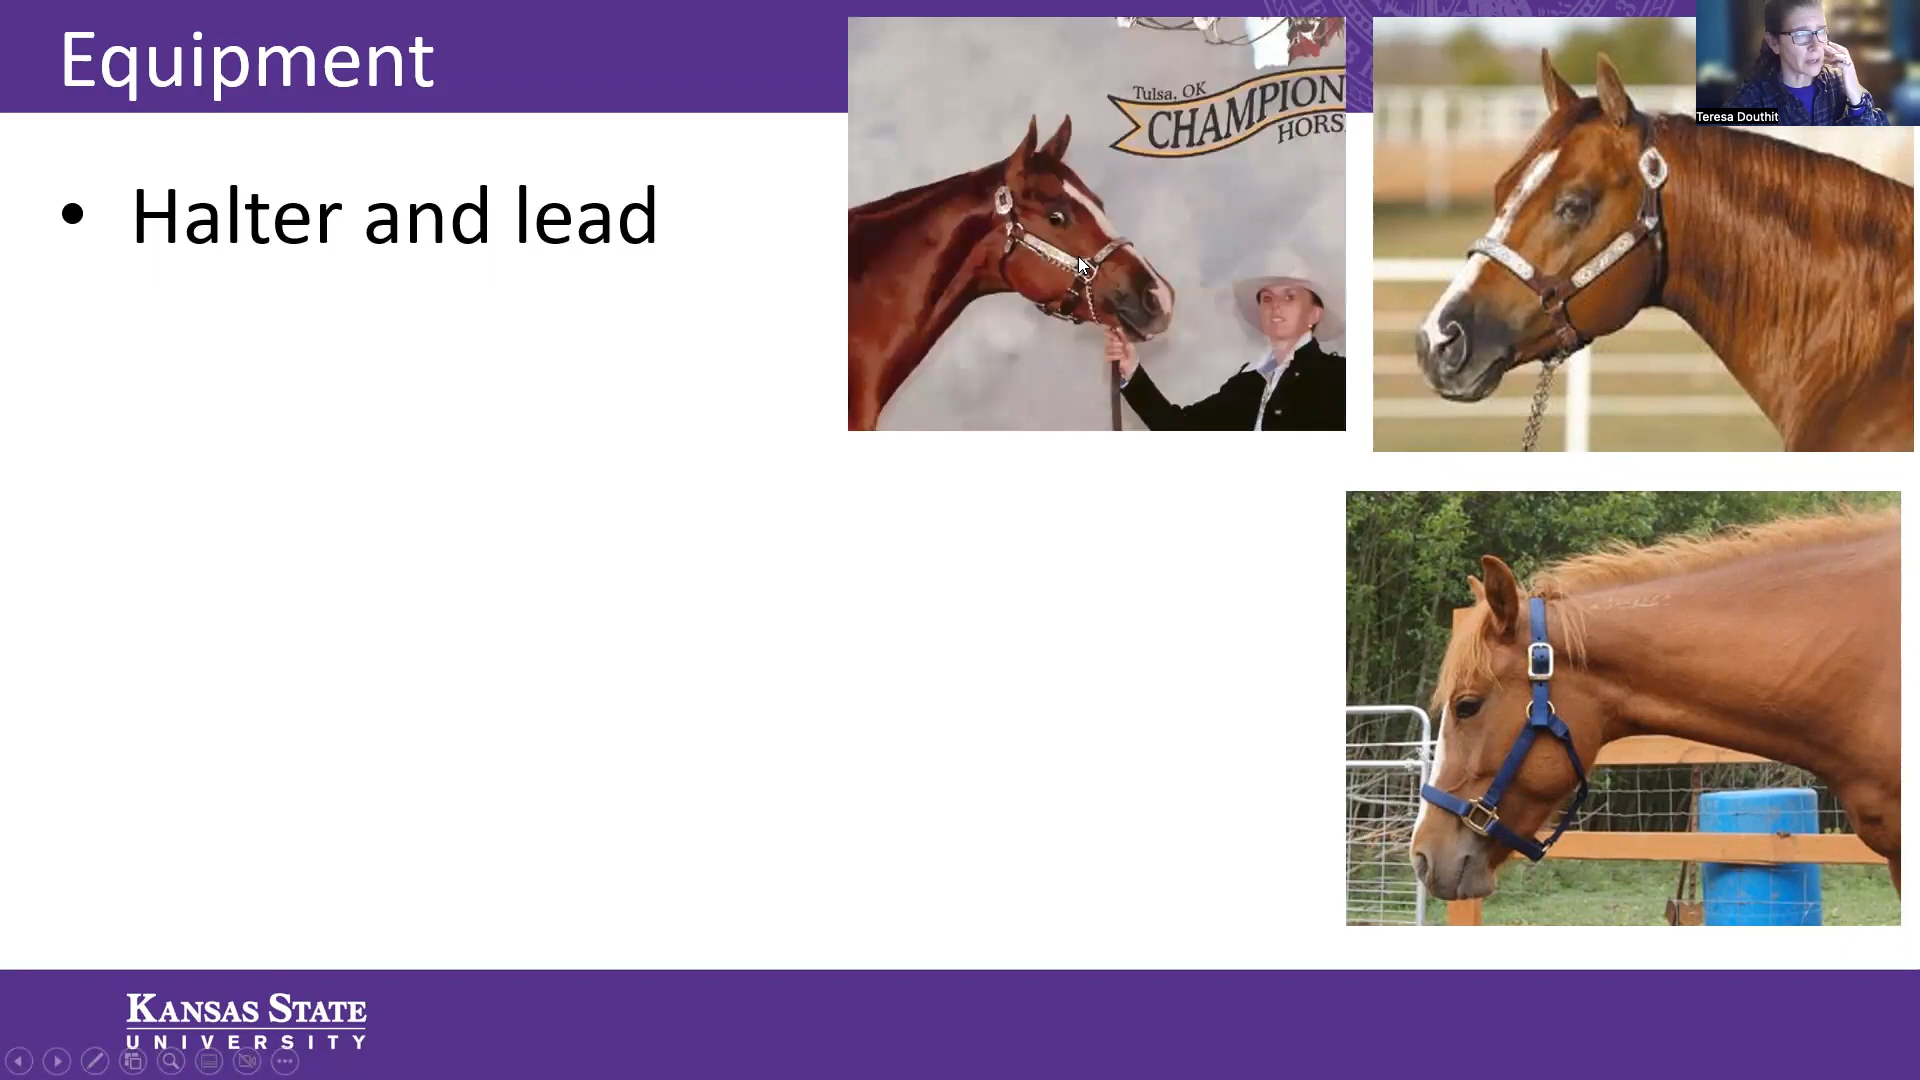 Equipment
• Halter and lead
Tulsa, OK
CHAMPION
HORS
Teresa Douthit
KANSAS STATE
UNIVERSITY